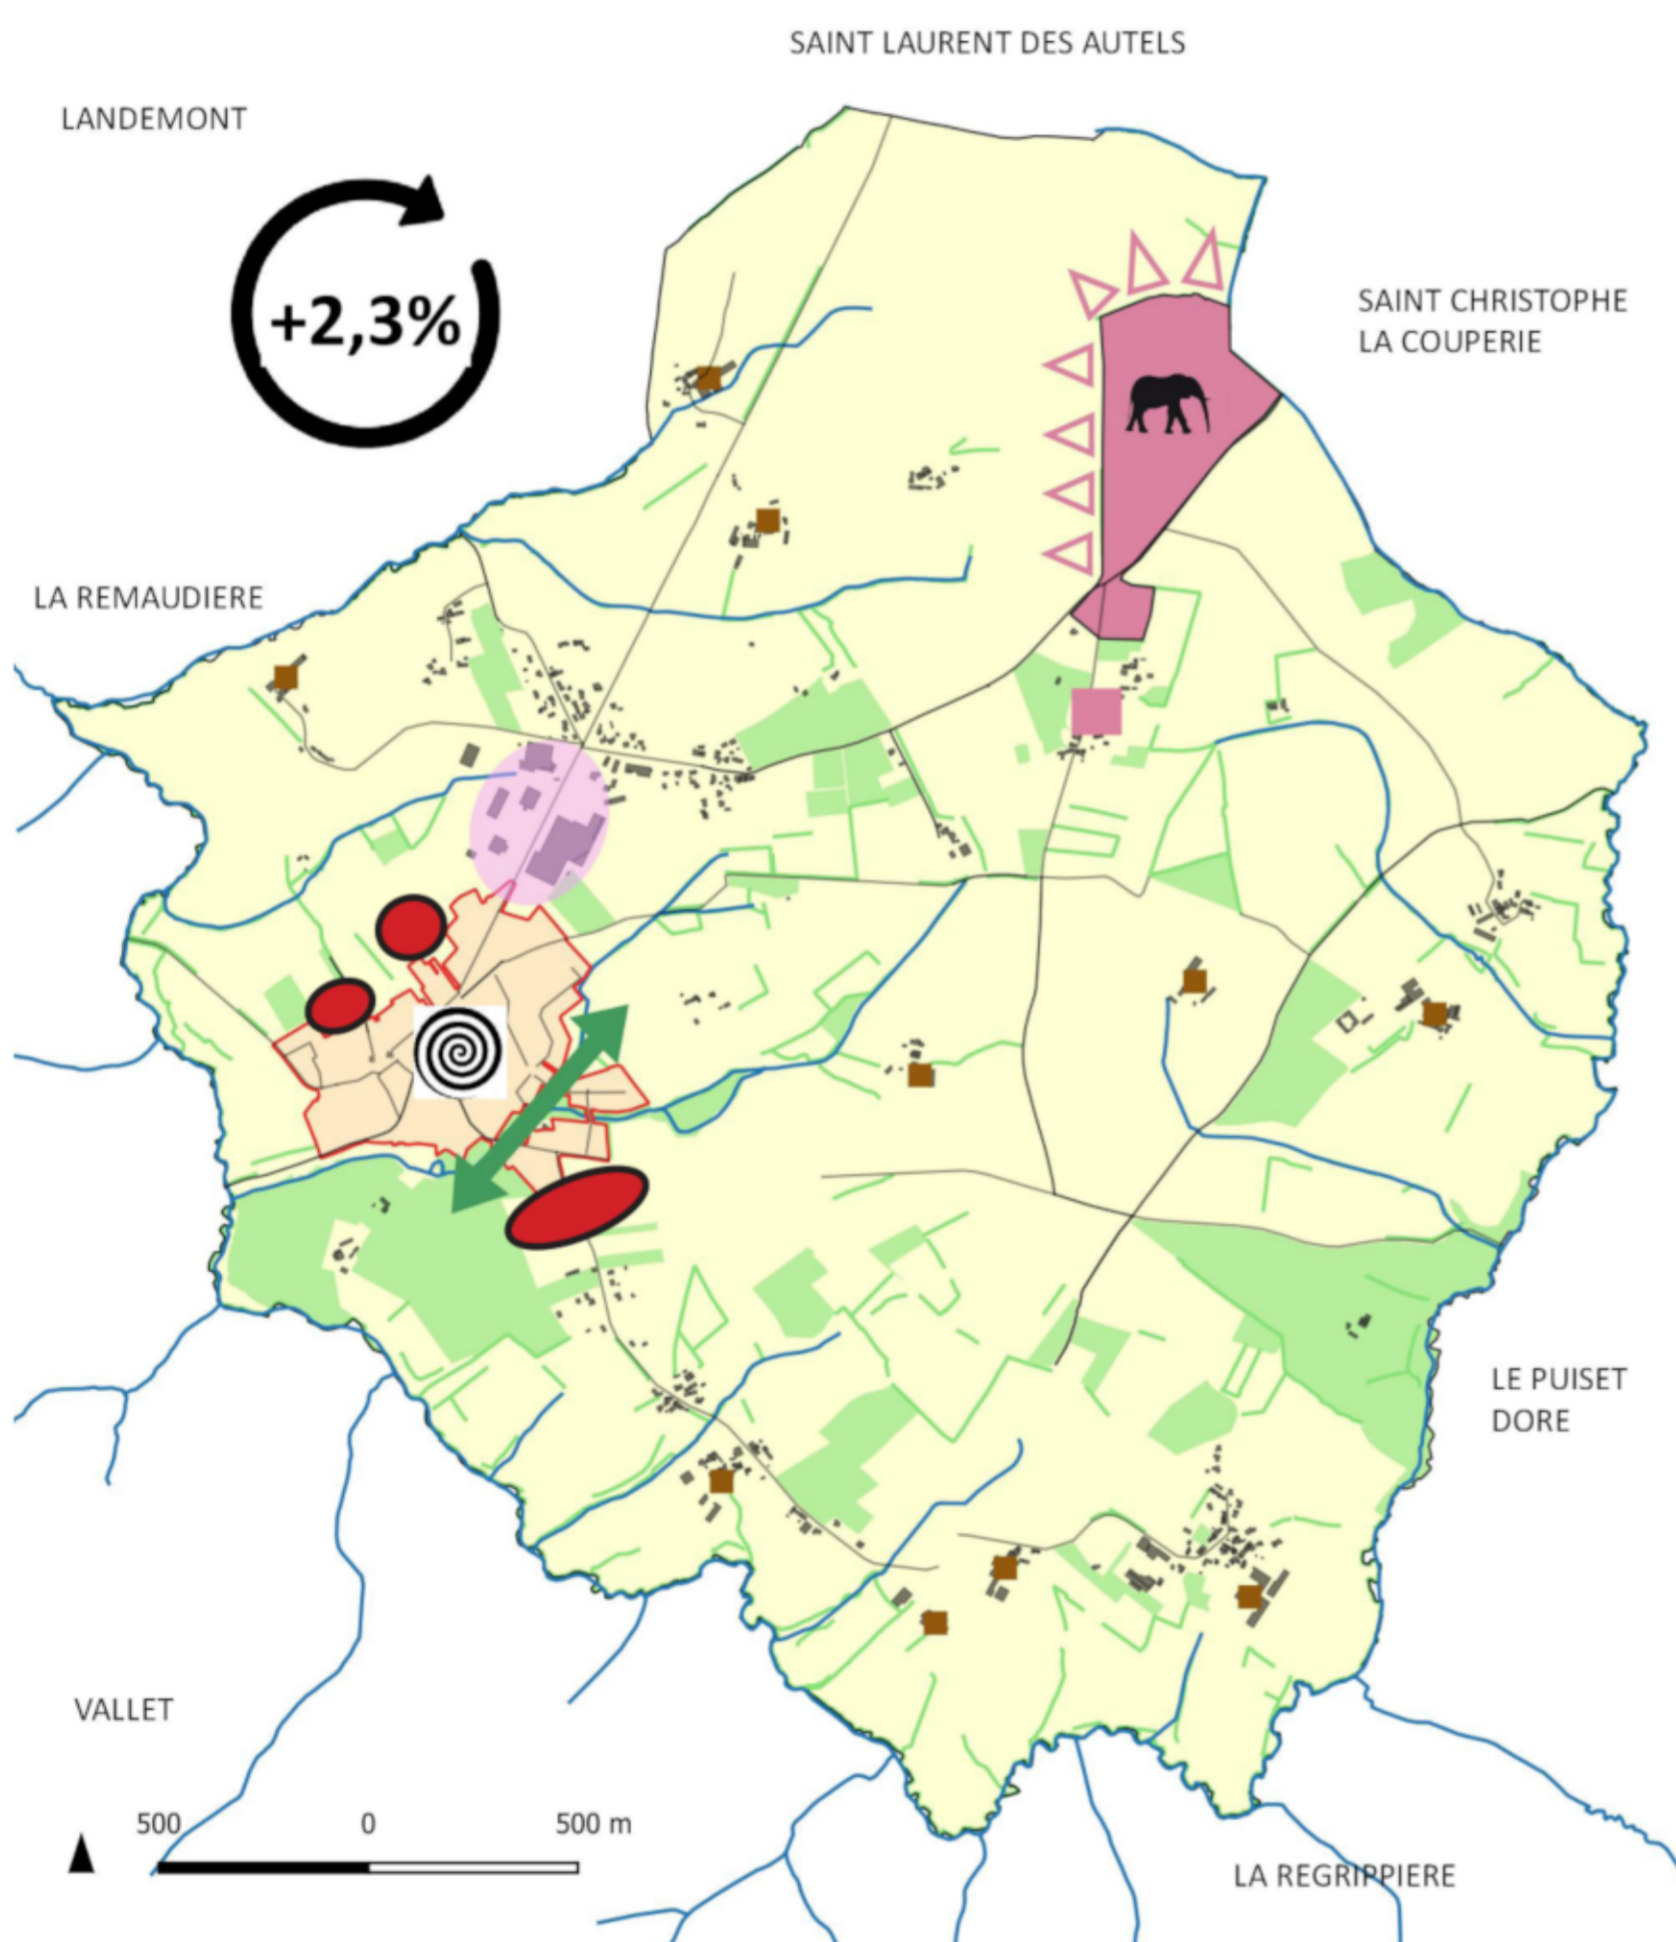 SAINT LAURENT DES AUTELS
LANDEMONT
+2,3%
SAINT CHRISTOPHE
LA COUPERIE
LA REMAUDIERE
LE PUISET
DORE
VALLET
500 0 500 m
LA REGRIPPIERE